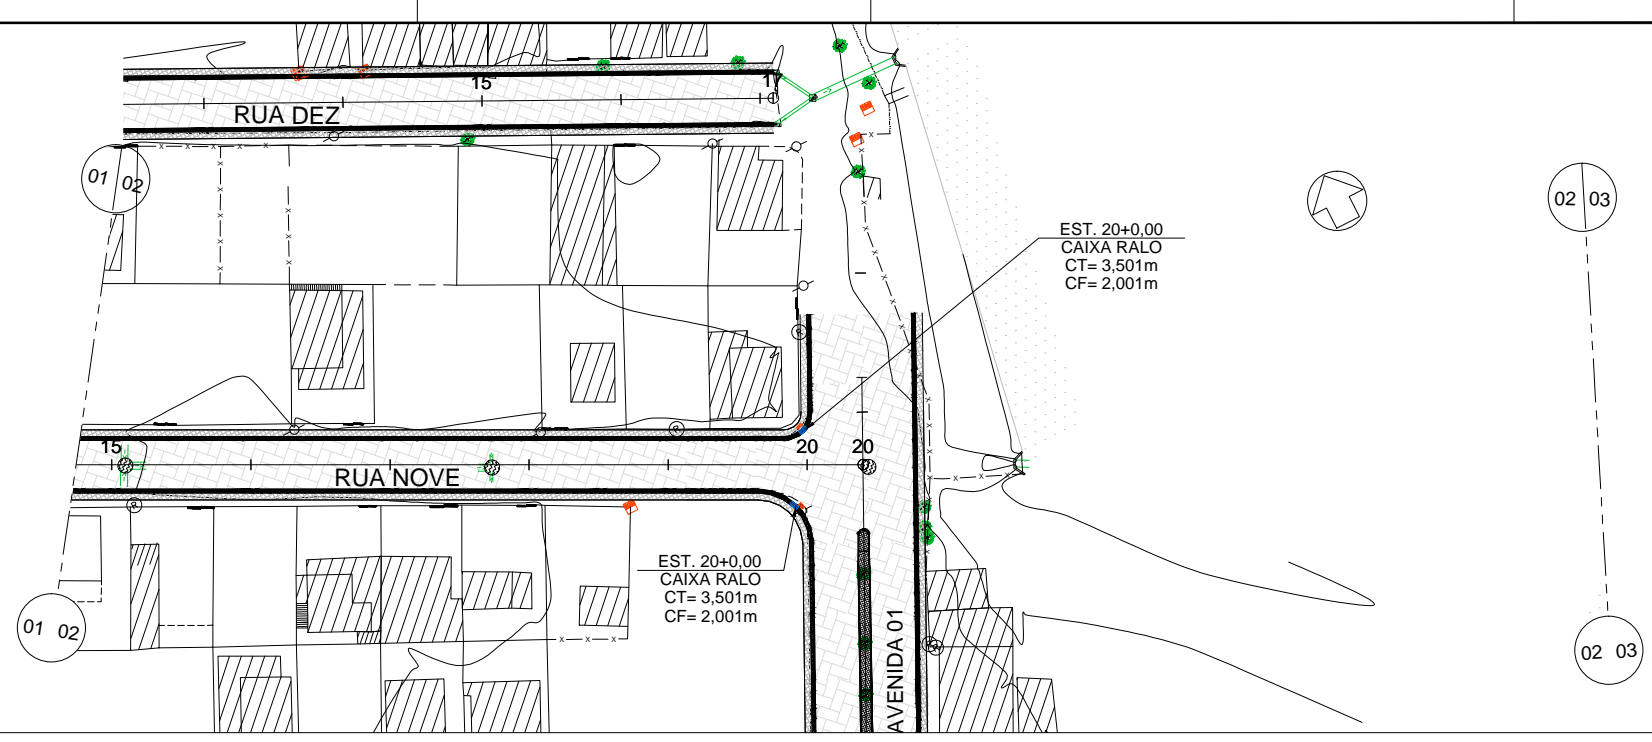 15
17
RUA DEZ
01 02
02 03
EST. 20+0,00
CAIXA RALO
CT= 3,501m
CF= 2,001m
R
15
20
20
R
RUA NOVE
R
EST. 20+0,00
CAIXA RALO
CT= 3,501m
CF= 2,001m
AVENIDA 01
01 02
02 03